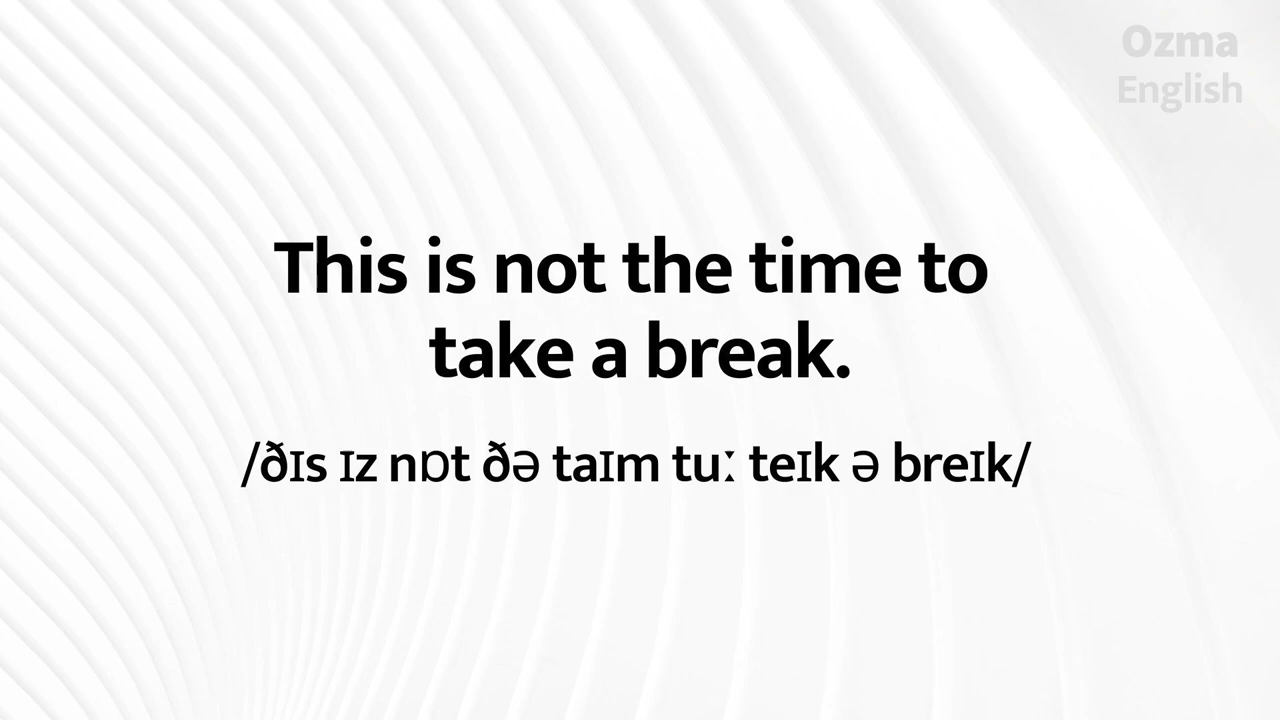 Ozma
English
This is not the time to
take a break.
/ðɪs ɪz nɒt ðə taɪm tuː teɪk ə breɪk/